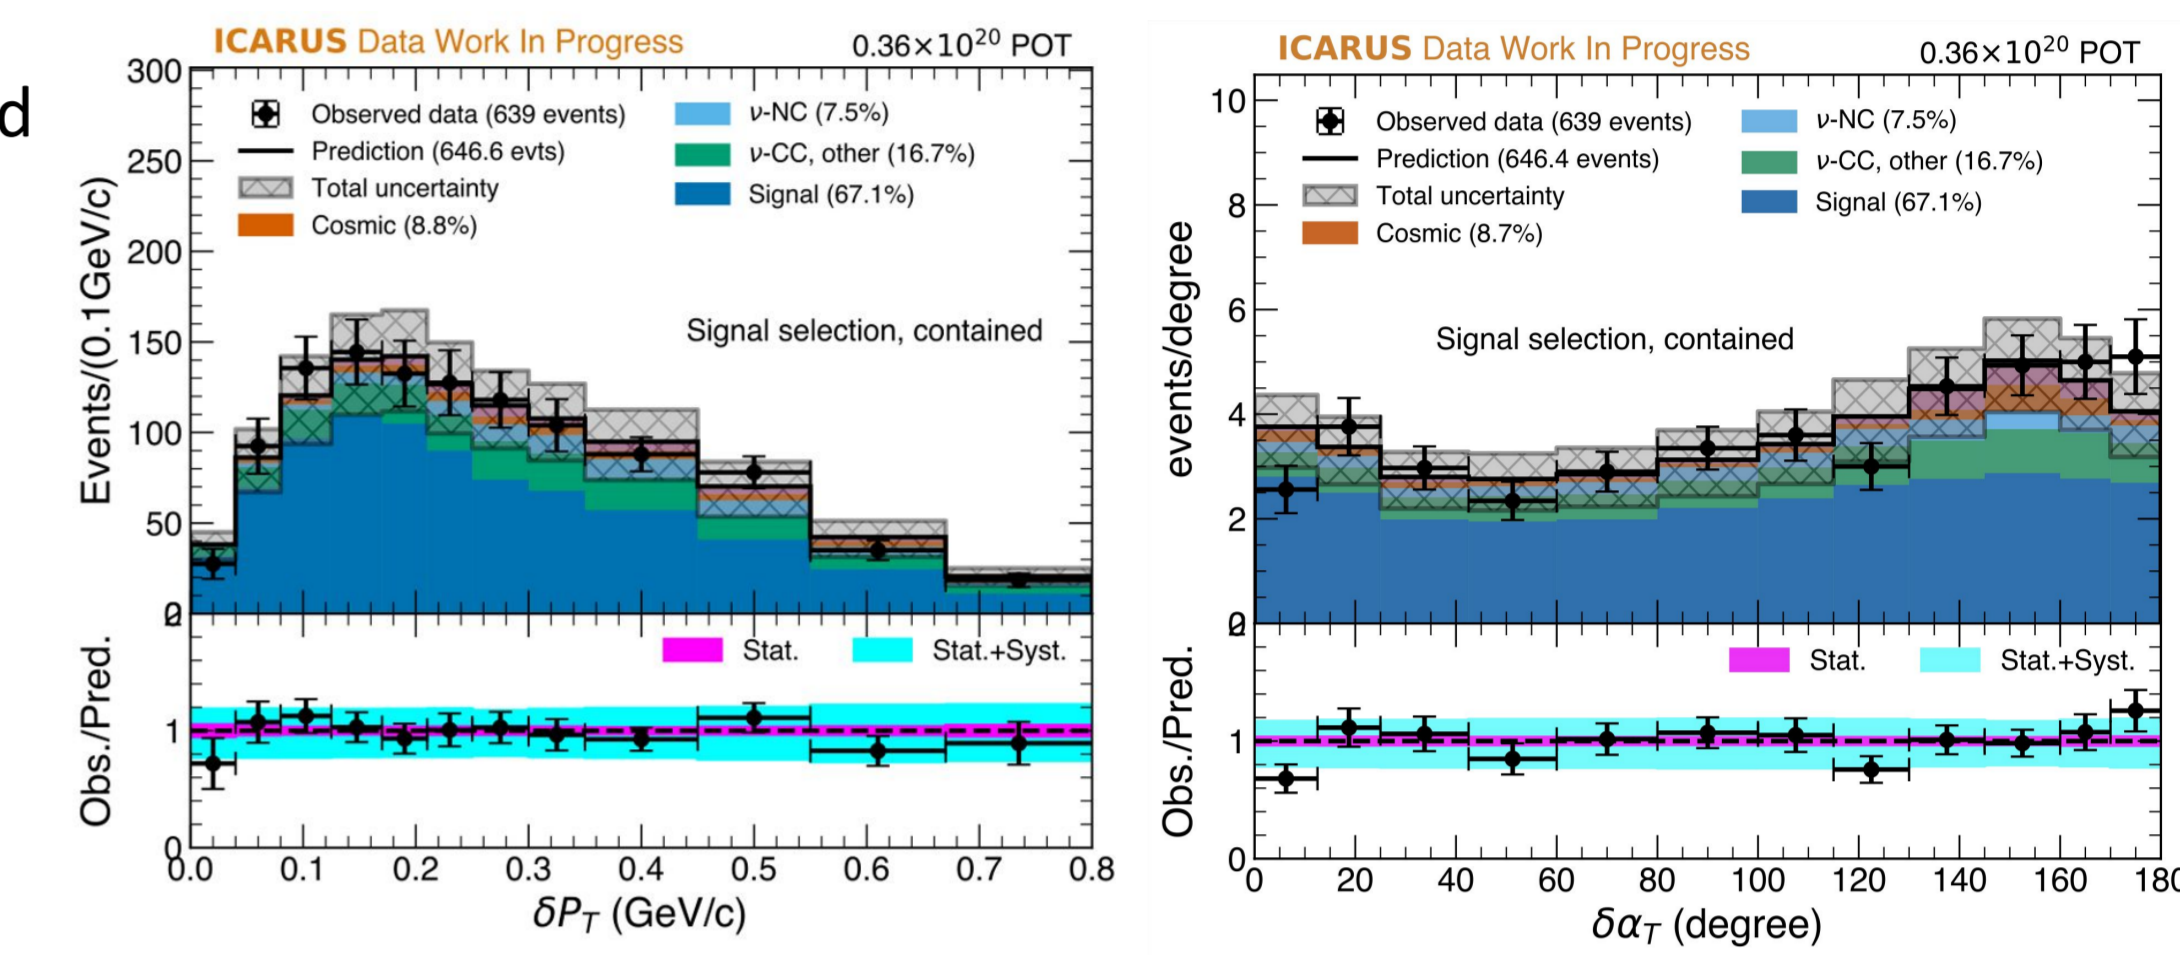 d
ICARUS Data Work In Progress 0.36×10²⁰ POT
Observed data (639 events)
Prediction (646.6 evts)
Total uncertainty
Cosmic (8.8%)
ν-NC (7.5%)
ν-CC, other (16.7%)
Signal (67.1%)
Signal selection, contained
Events/(0.1GeV/c)
300
250
200
150
100
50
0
Stat. Stat.+Syst.
Obs./Pred.
2
1
0
0.0 0.1 0.2 0.3 0.4 0.5 0.6 0.7 0.8
δP_T (GeV/c)
ICARUS Data Work In Progress 0.36×10²⁰ POT
Observed data (639 events)
Prediction (646.4 events)
Total uncertainty
Cosmic (8.7%)
ν-NC (7.5%)
ν-CC, other (16.7%)
Signal (67.1%)
Signal selection, contained
events/degree
10
8
6
4
2
0
Stat. Stat.+Syst.
Obs./Pred.
2
1
0
0 20 40 60 80 100 120 140 160 180
δα_T (degree)